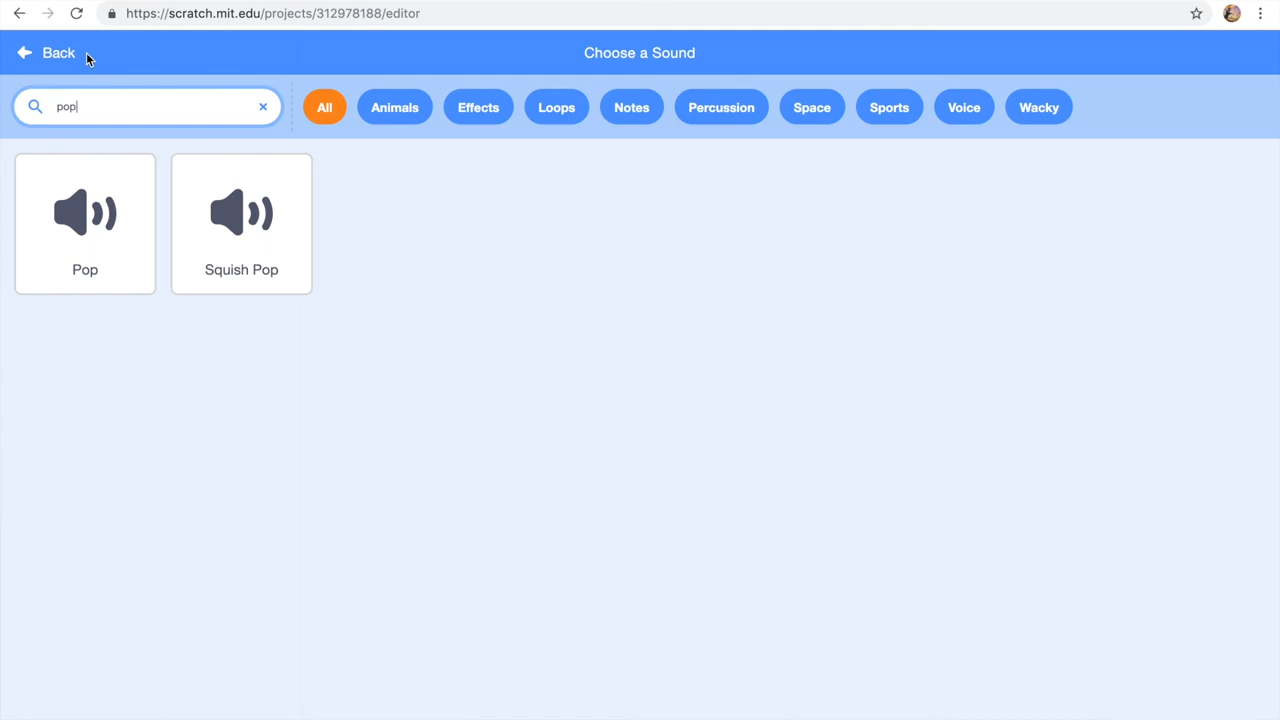 https://scratch.mit.edu/projects/312978188/editor
Back
Choose a Sound
pop
All
Animals
Effects
Loops
Notes
Percussion
Space
Sports
Voice
Wacky
Pop
Squish Pop